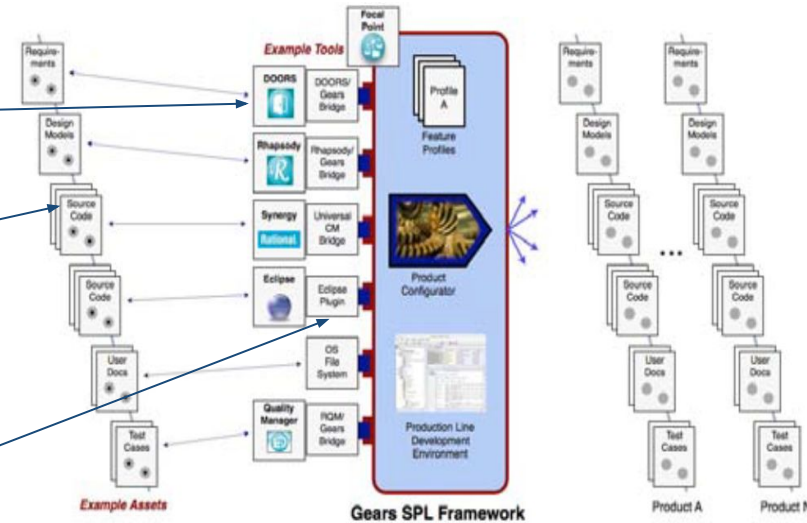 Focal
Point
Example Tools
Require-
ments
DOORS
DOORS/
Gears
Bridge
Profile
A
Feature
Profiles
Design
Models
Rhapsody
R
Rhapsody/
Gears
Bridge
Source
Code
Synergy
Rational.
Universal
CM
Bridge
Product
Configurator
Source
Code
Eclipse
Eclipse
Plugin
User
Docs
OS
File
System
Test
Cases
Quality
Manager
RQM/
Gears
Bridge
Production Line
Development
Environment
Example Assets
Gears SPL Framework
Require-
ments
Design
Models
Source
Code
Source
Code
User
Docs
Test
Cases
Product A
Require-
ments
Design
Models
Source
Code
Source
Code
User
Docs
Test
Cases
Product N